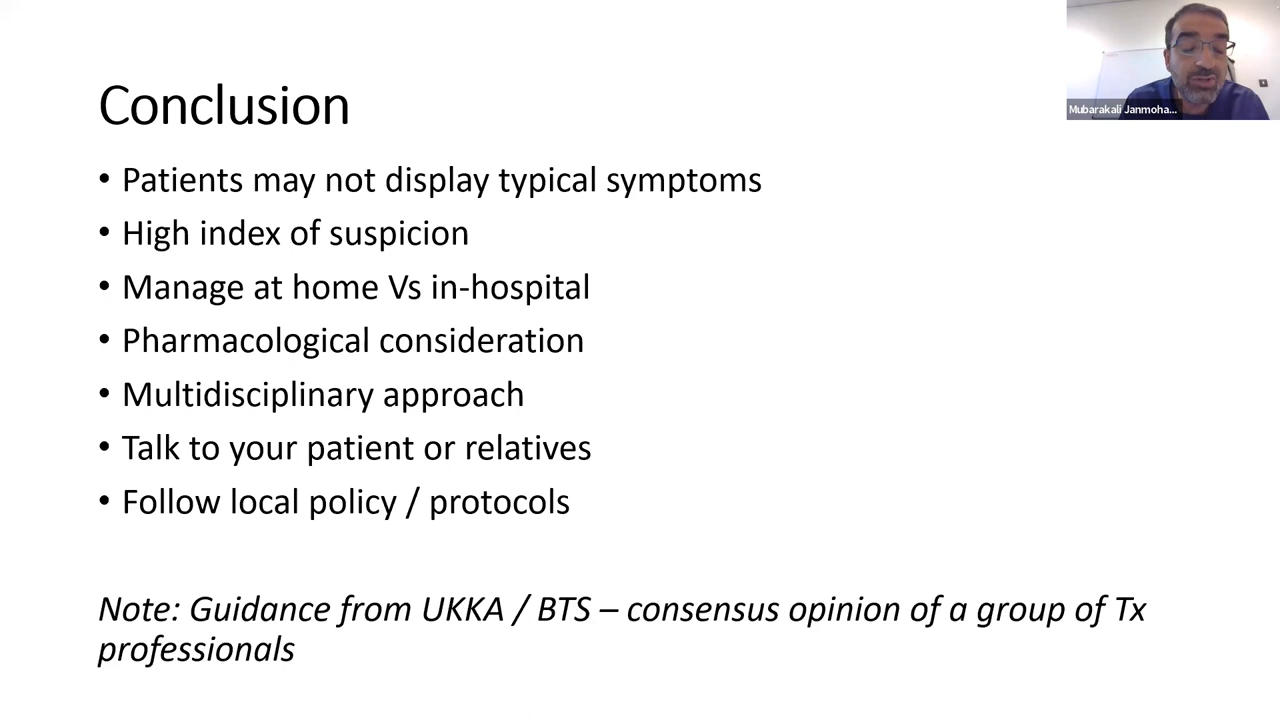 Conclusion
• Patients may not display typical symptoms
• High index of suspicion
• Manage at home Vs in-hospital
• Pharmacological consideration
• Multidisciplinary approach
• Talk to your patient or relatives
• Follow local policy / protocols
Note: Guidance from UKKA / BTS – consensus opinion of a group of Tx
professionals
Mubarakali Janmoha...